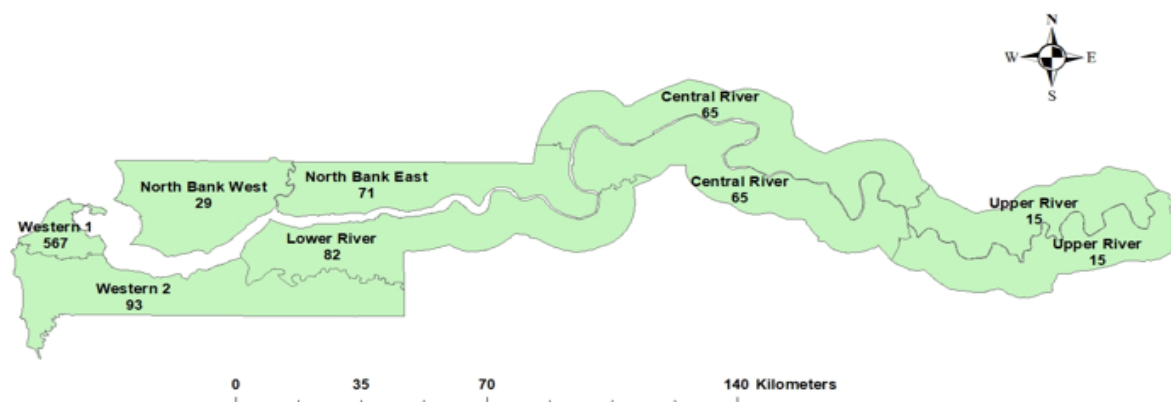 N
W E
S
Central River
65
North Bank West
29
North Bank East
71
Central River
65
Western 1
567
Lower River
82
Upper River
15
Upper River
15
Western 2
93
0 35 70 140 Kilometers